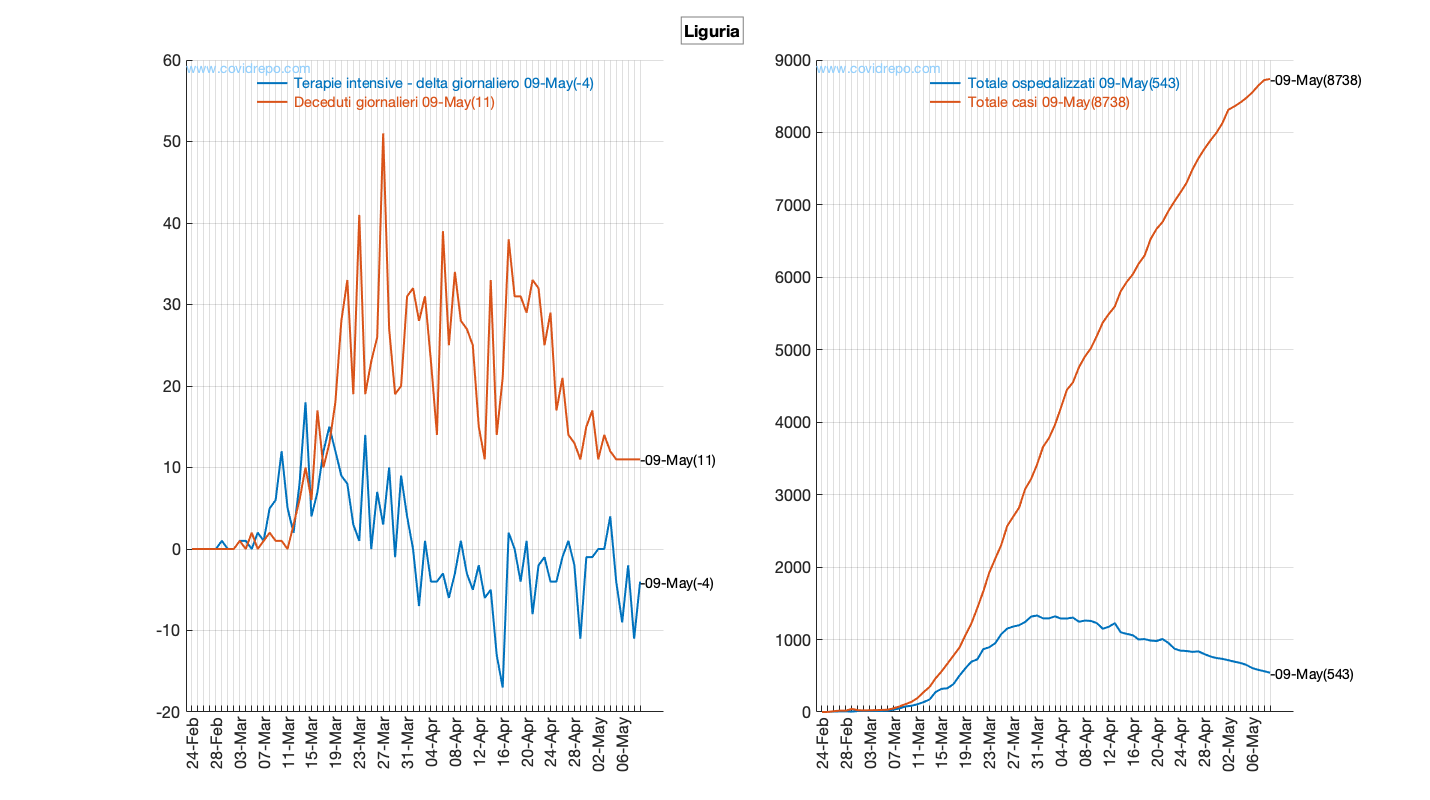 Liguria
www.covidrepo.com
Terapie intensive - delta giornaliero 09-May(-4)
Deceduti giornalieri 09-May(11)
60
50
40
30
20
10
0
-10
-20
-09-May(11)
-09-May(-4)
24-Feb
28-Feb
03-Mar
07-Mar
11-Mar
15-Mar
19-Mar
23-Mar
27-Mar
31-Mar
04-Apr
08-Apr
12-Apr
16-Apr
20-Apr
24-Apr
28-Apr
02-May
06-May
www.covidrepo.com
Totale ospedalizzati 09-May(543)
Totale casi 09-May(8738)
9000
8000
7000
6000
5000
4000
3000
2000
1000
0
-09-May(8738)
-09-May(543)
24-Feb
28-Feb
03-Mar
07-Mar
11-Mar
15-Mar
19-Mar
23-Mar
27-Mar
31-Mar
04-Apr
08-Apr
12-Apr
16-Apr
20-Apr
24-Apr
28-Apr
02-May
06-May